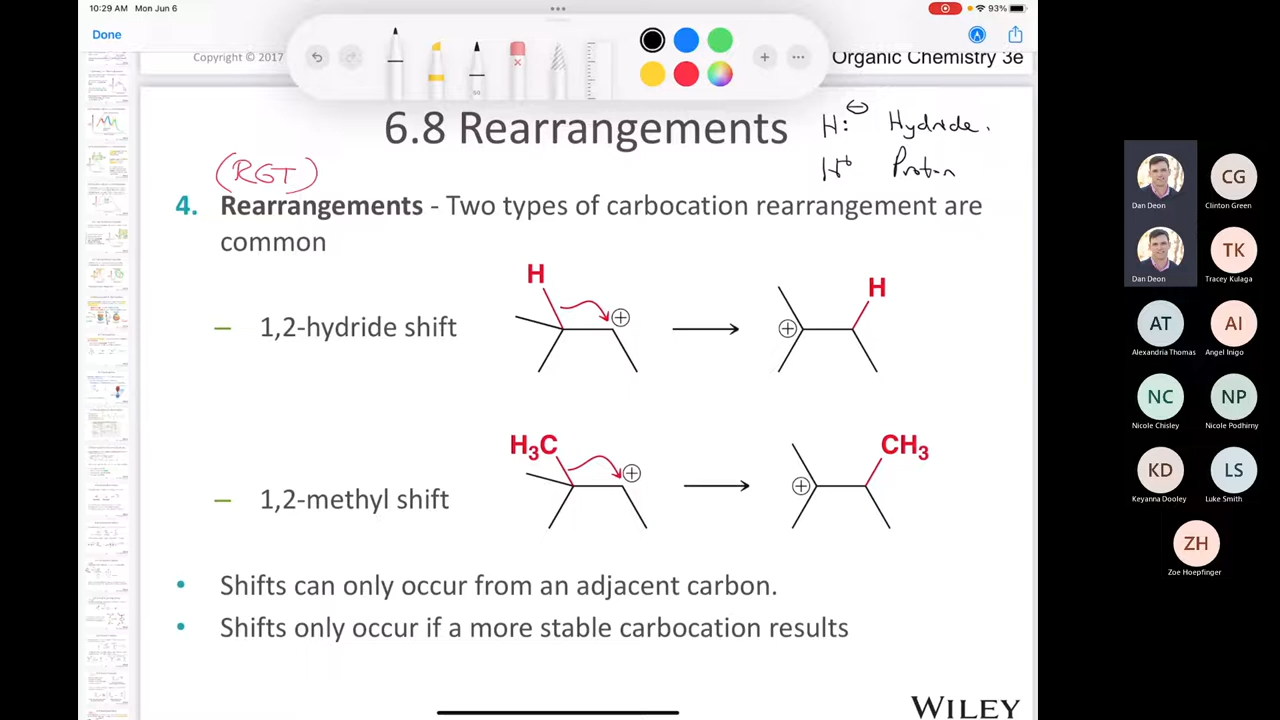 10:29 AM Mon Jun 6
93%
Done
Copyright © 2017
Organic Chemistry 3e
6.8 Rearrangements
H:⊖ Hydride.
H+ Proton
(RG)
4. Rearrangements - Two types of carbocation rearrangement are
common
H
⊕
⊕
H
– 1,2-hydride shift
H3C
⊕
⊕
CH3
– 1,2-methyl shift
• Shifts can only occur from an adjacent carbon.
• Shifts only occur if a more stable carbocation results
WILEY
Dan Deon
CG
Clinton Green
Dan Deon
TK
Tracey Kulaga
AT
Alexandria Thomas
AI
Angel Inigo
NC
Nicole Chisley
NP
Nicole Podhirny
KD
Keyanna Dooley
LS
Luke Smith
ZH
Zoe Hoepfinger